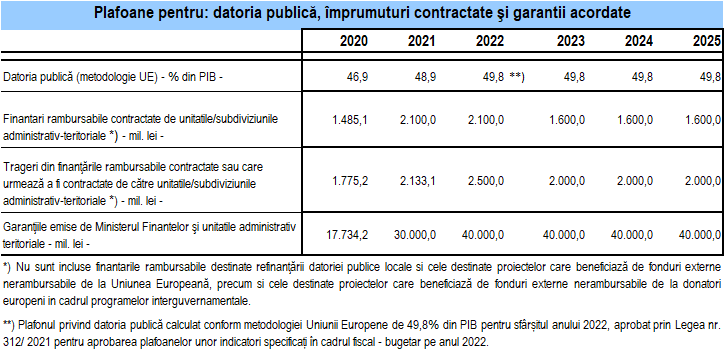 Plafoane pentru: datoria publică, împrumuturi contractate şi garantii acordate
2020 2021 2022 2023 2024 2025
Datoria publică (metodologie UE) - % din PIB - 46,9 48,9 49,8 **) 49,8 49,8 49,8
Finantari rambursabile contractate de unitatile/subdiviziunile
administrativ-teritoriale *) - mil. lei - 1.485,1 2.100,0 2.100,0 1.600,0 1.600,0 1.600,0
Trageri din finanţările rambursabile contractate sau care
urmează a fi contractate de către unitatile/subdiviziunile
administrativ-teritoriale *) - mil. lei - 1.775,2 2.133,1 2.500,0 2.000,0 2.000,0 2.000,0
Garanţiile emise de Ministerul Finantelor şi unitatile administrativ
teritoriale - mil. lei - 17.734,2 30.000,0 40.000,0 40.000,0 40.000,0 40.000,0
*) Nu sunt incluse finantarile rambursabile destinate refinanţării datoriei publice locale si cele destinate proiectelor care beneficiază de fonduri externe
nerambursabile de la Uniunea Europeană, precum si cele destinate proiectelor care beneficiază de fonduri externe nerambursabile de la donatori
europeni in cadrul programelor interguvernamentale.
**) Plafonul privind datoria publică calculat conform metodologiei Uniunii Europene de 49,8% din PIB pentru sfârșitul anului 2022, aprobat prin Legea nr.
312/ 2021 pentru aprobarea plafoanelor unor indicatori specificați în cadrul fiscal - bugetar pe anul 2022.